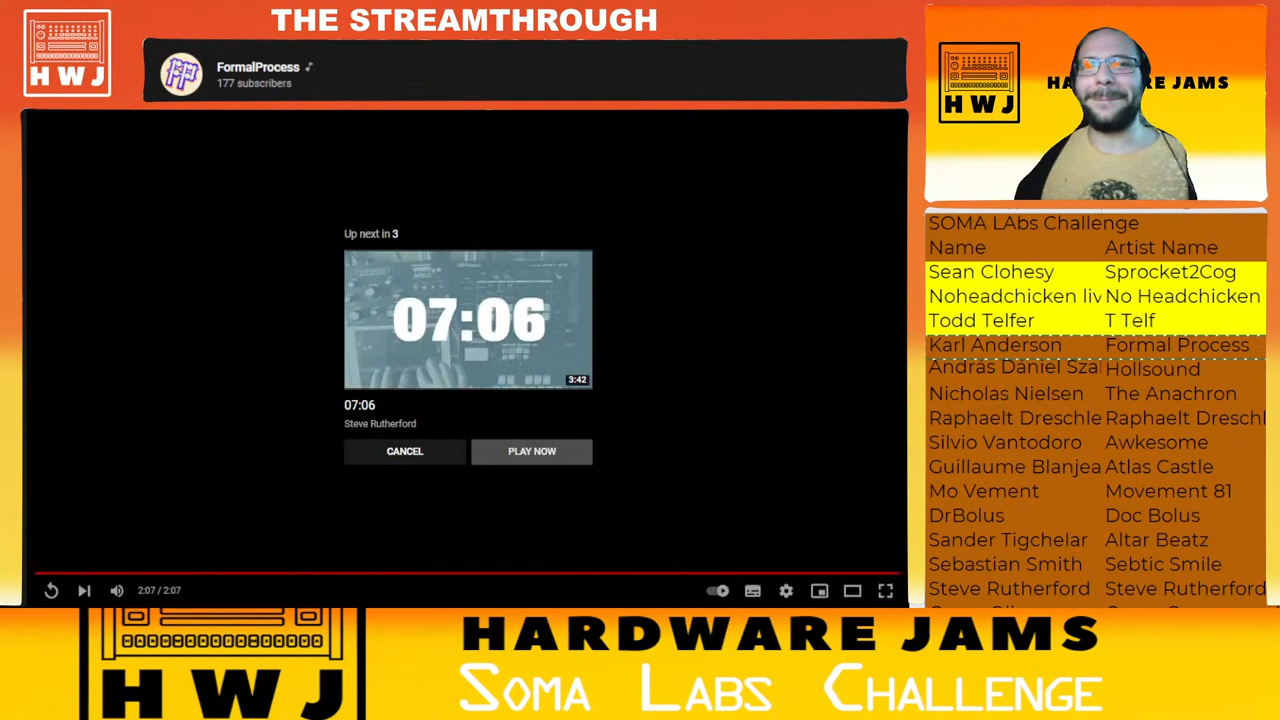 THE STREAMTHROUGH
HWJ
FormalProcess
177 subscribers
HWJ
HARDWARE JAMS
Up next in 3
07:06
3:42
07:06
Steve Rutherford
CANCEL
PLAY NOW
2:07 / 2:07
SOMA LAbs Challenge
Name Artist Name
Sean Clohesy Sprocket2Cog
Noheadchicken liv No Headchicken
Todd Telfer T Telf
Karl Anderson Formal Process
András Dániel Sza Hollsound
Nicholas Nielsen The Anachron
Raphaelt Dreschle Raphaelt Dreschl
Silvio Vantodoro Awkesome
Guillaume Blanjea Atlas Castle
Mo Vement Movement 81
DrBolus Doc Bolus
Sander Tigchelar Altar Beatz
Sebastian Smith Sebtic Smile
Steve Rutherford Steve Rutherford
HWJ
HARDWARE JAMS
SOMA LABS CHALLENGE